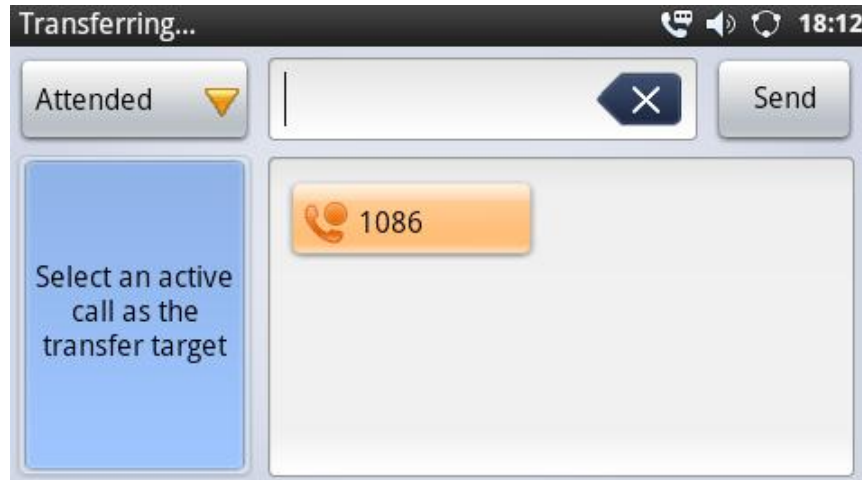 Transferring...
18:12
Attended
Send
1086
Select an active
call as the
transfer target